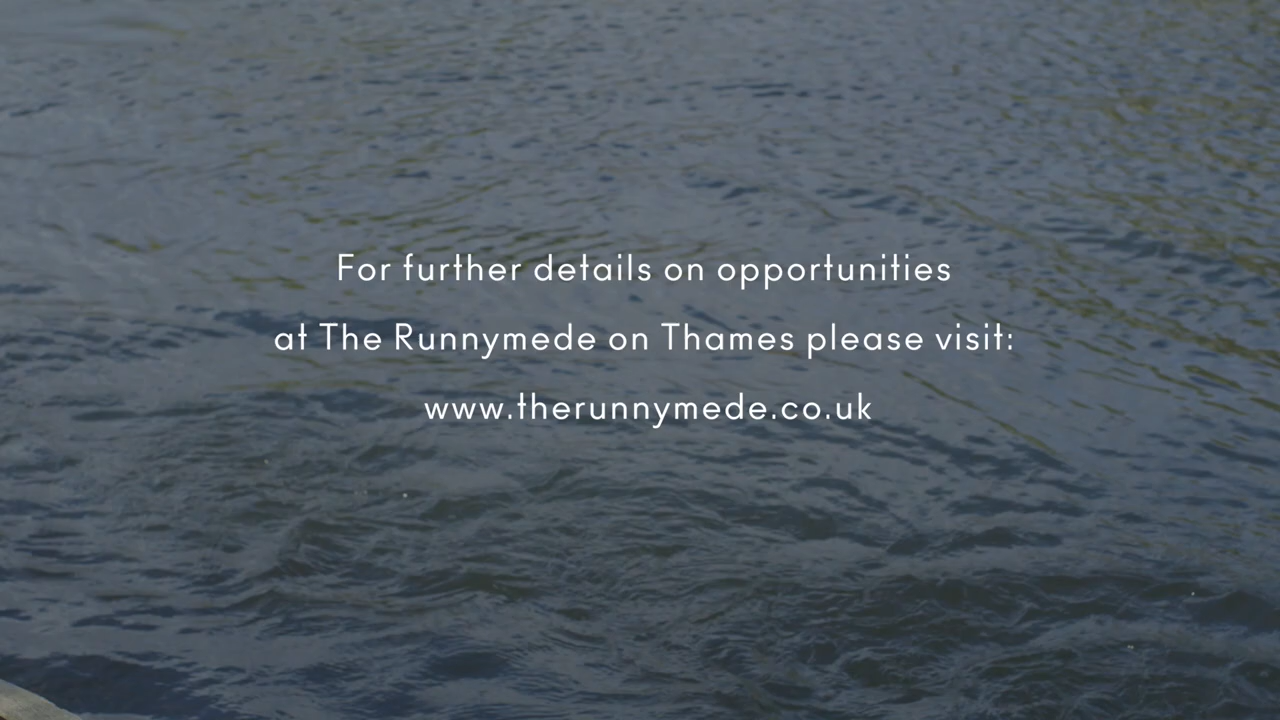 For further details on opportunities
at The Runnymede on Thames please visit:
www.therunnymede.co.uk